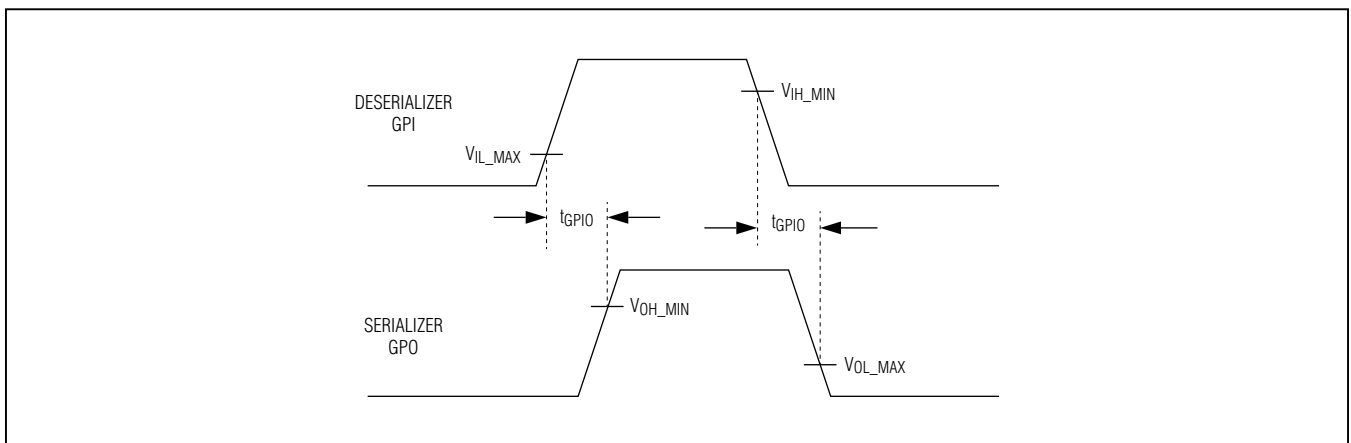 DESERIALIZER
GPI
VIH_MIN
VIL_MAX
tGPIO
tGPIO
SERIALIZER
GPO
VOH_MIN
VOL_MAX